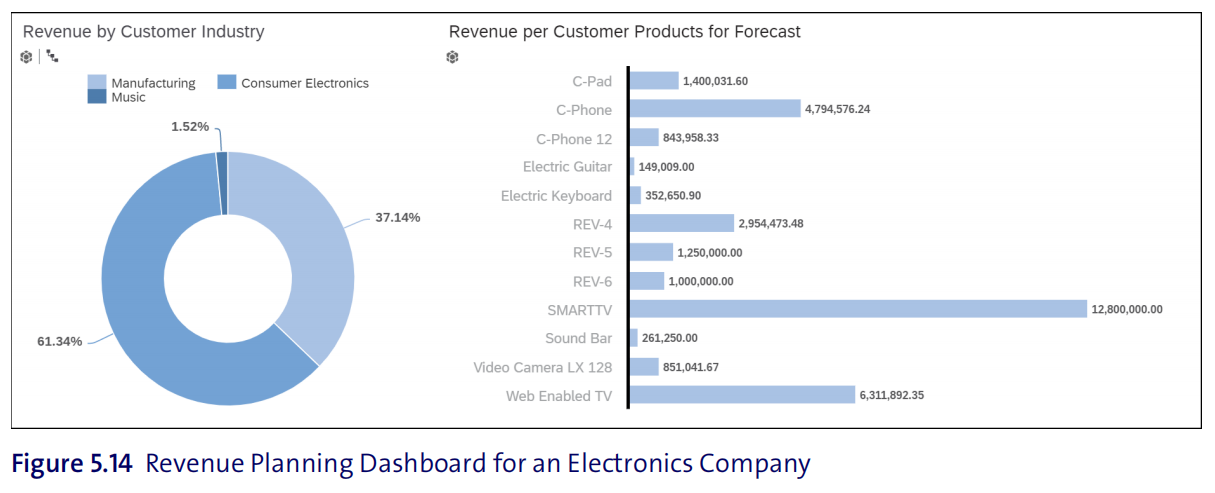 Revenue by Customer Industry
Manufacturing
Consumer Electronics
Music
1.52%
37.14%
61.34%
Revenue per Customer Products for Forecast
C-Pad 1,400,031.60
C-Phone 4,794,576.24
C-Phone 12 843,958.33
Electric Guitar 149,009.00
Electric Keyboard 352,650.90
REV-4 2,954,473.48
REV-5 1,250,000.00
REV-6 1,000,000.00
SMARTTV 12,800,000.00
Sound Bar 261,250.00
Video Camera LX 128 851,041.67
Web Enabled TV 6,311,892.35
Figure 5.14 Revenue Planning Dashboard for an Electronics Company